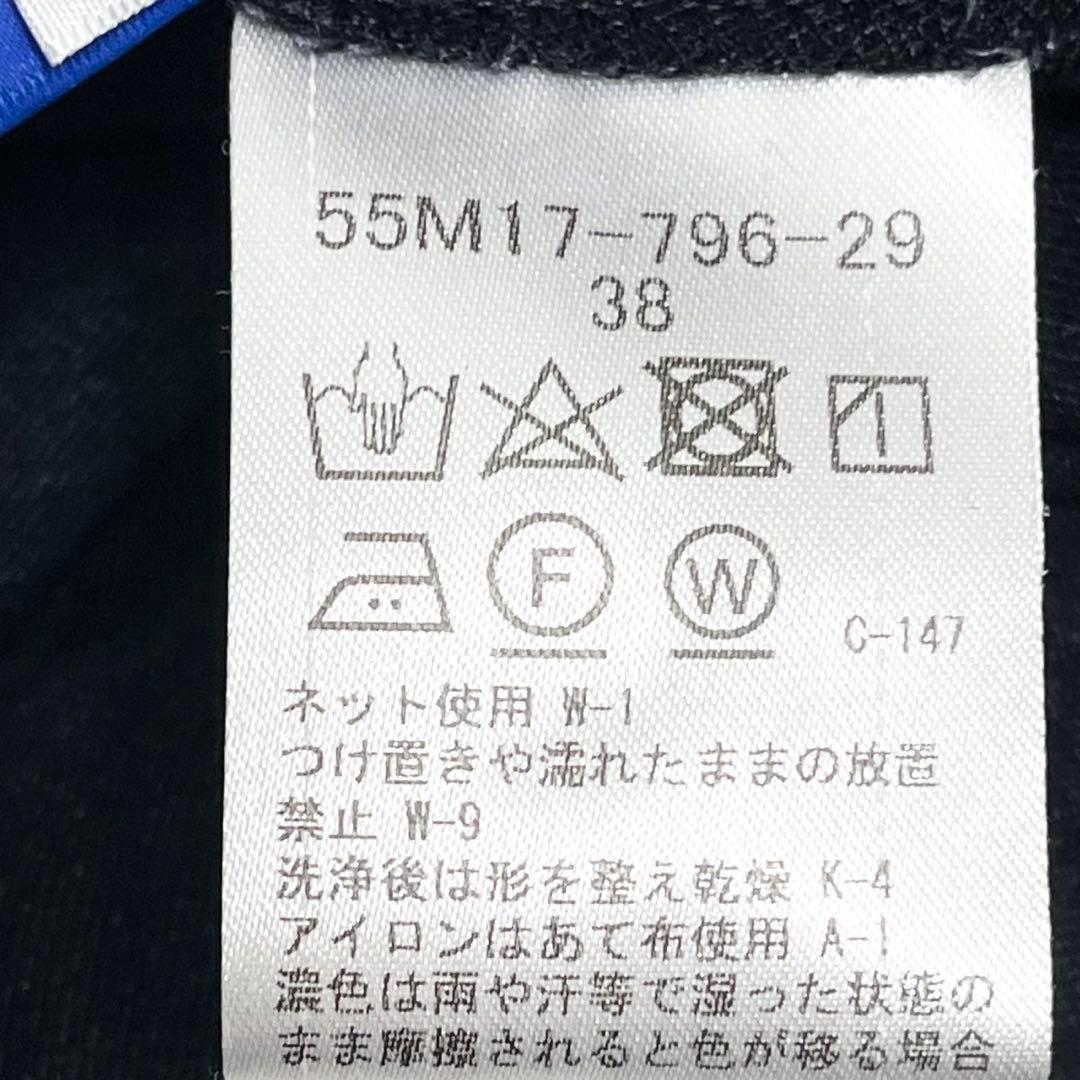 55M17-796-29
38
F
W
C-147
ネット使用 W-1
つけ置きや濡れたままの放置
禁止 W-9
洗浄後は形を整え乾燥 K-4
アイロンはあて布使用 A-1
濃色は雨や汗等で湿った状態の
まま摩擦されると色が移る場合